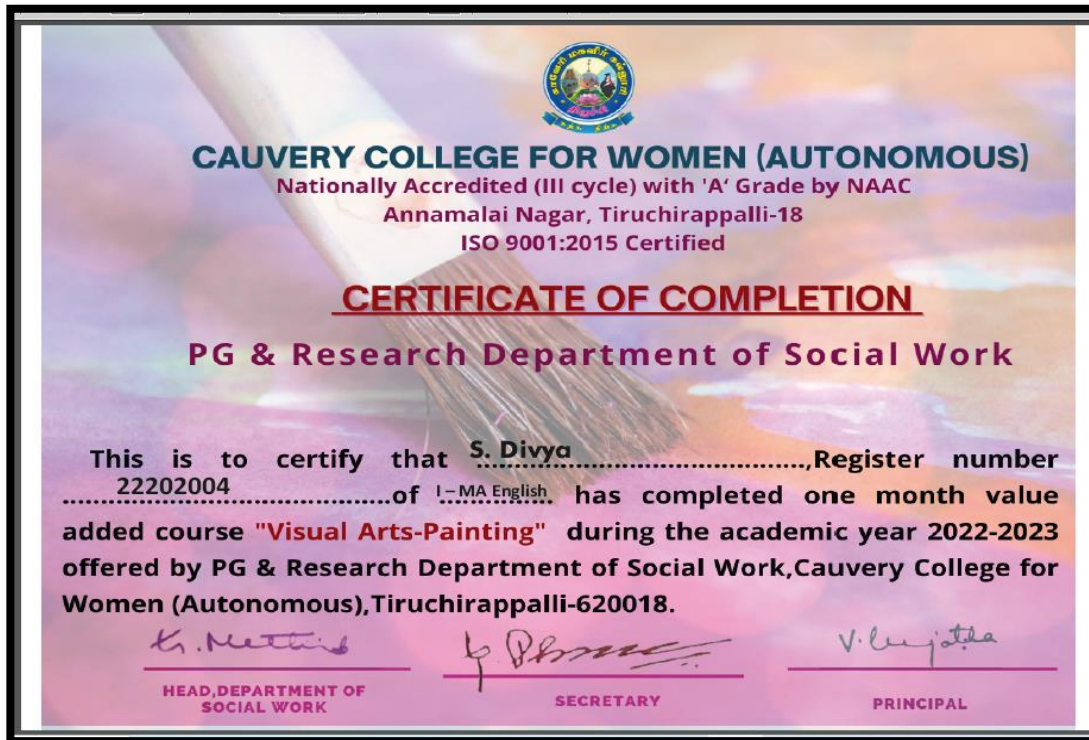 CAUVERY COLLEGE FOR WOMEN (AUTONOMOUS)
Nationally Accredited (III cycle) with 'A‘ Grade by NAAC
Annamalai Nagar, Tiruchirappalli-18
ISO 9001:2015 Certified
CERTIFICATE OF COMPLETION
PG & Research Department of Social Work
This is to certify that S. Divya..........................................,Register number
22202004..........................................of I – MA English has completed one month value
added course "Visual Arts-Painting" during the academic year 2022-2023
offered by PG & Research Department of Social Work,Cauvery College for
Women (Autonomous),Tiruchirappalli-620018.
HEAD,DEPARTMENT OF
SOCIAL WORK
SECRETARY
PRINCIPAL